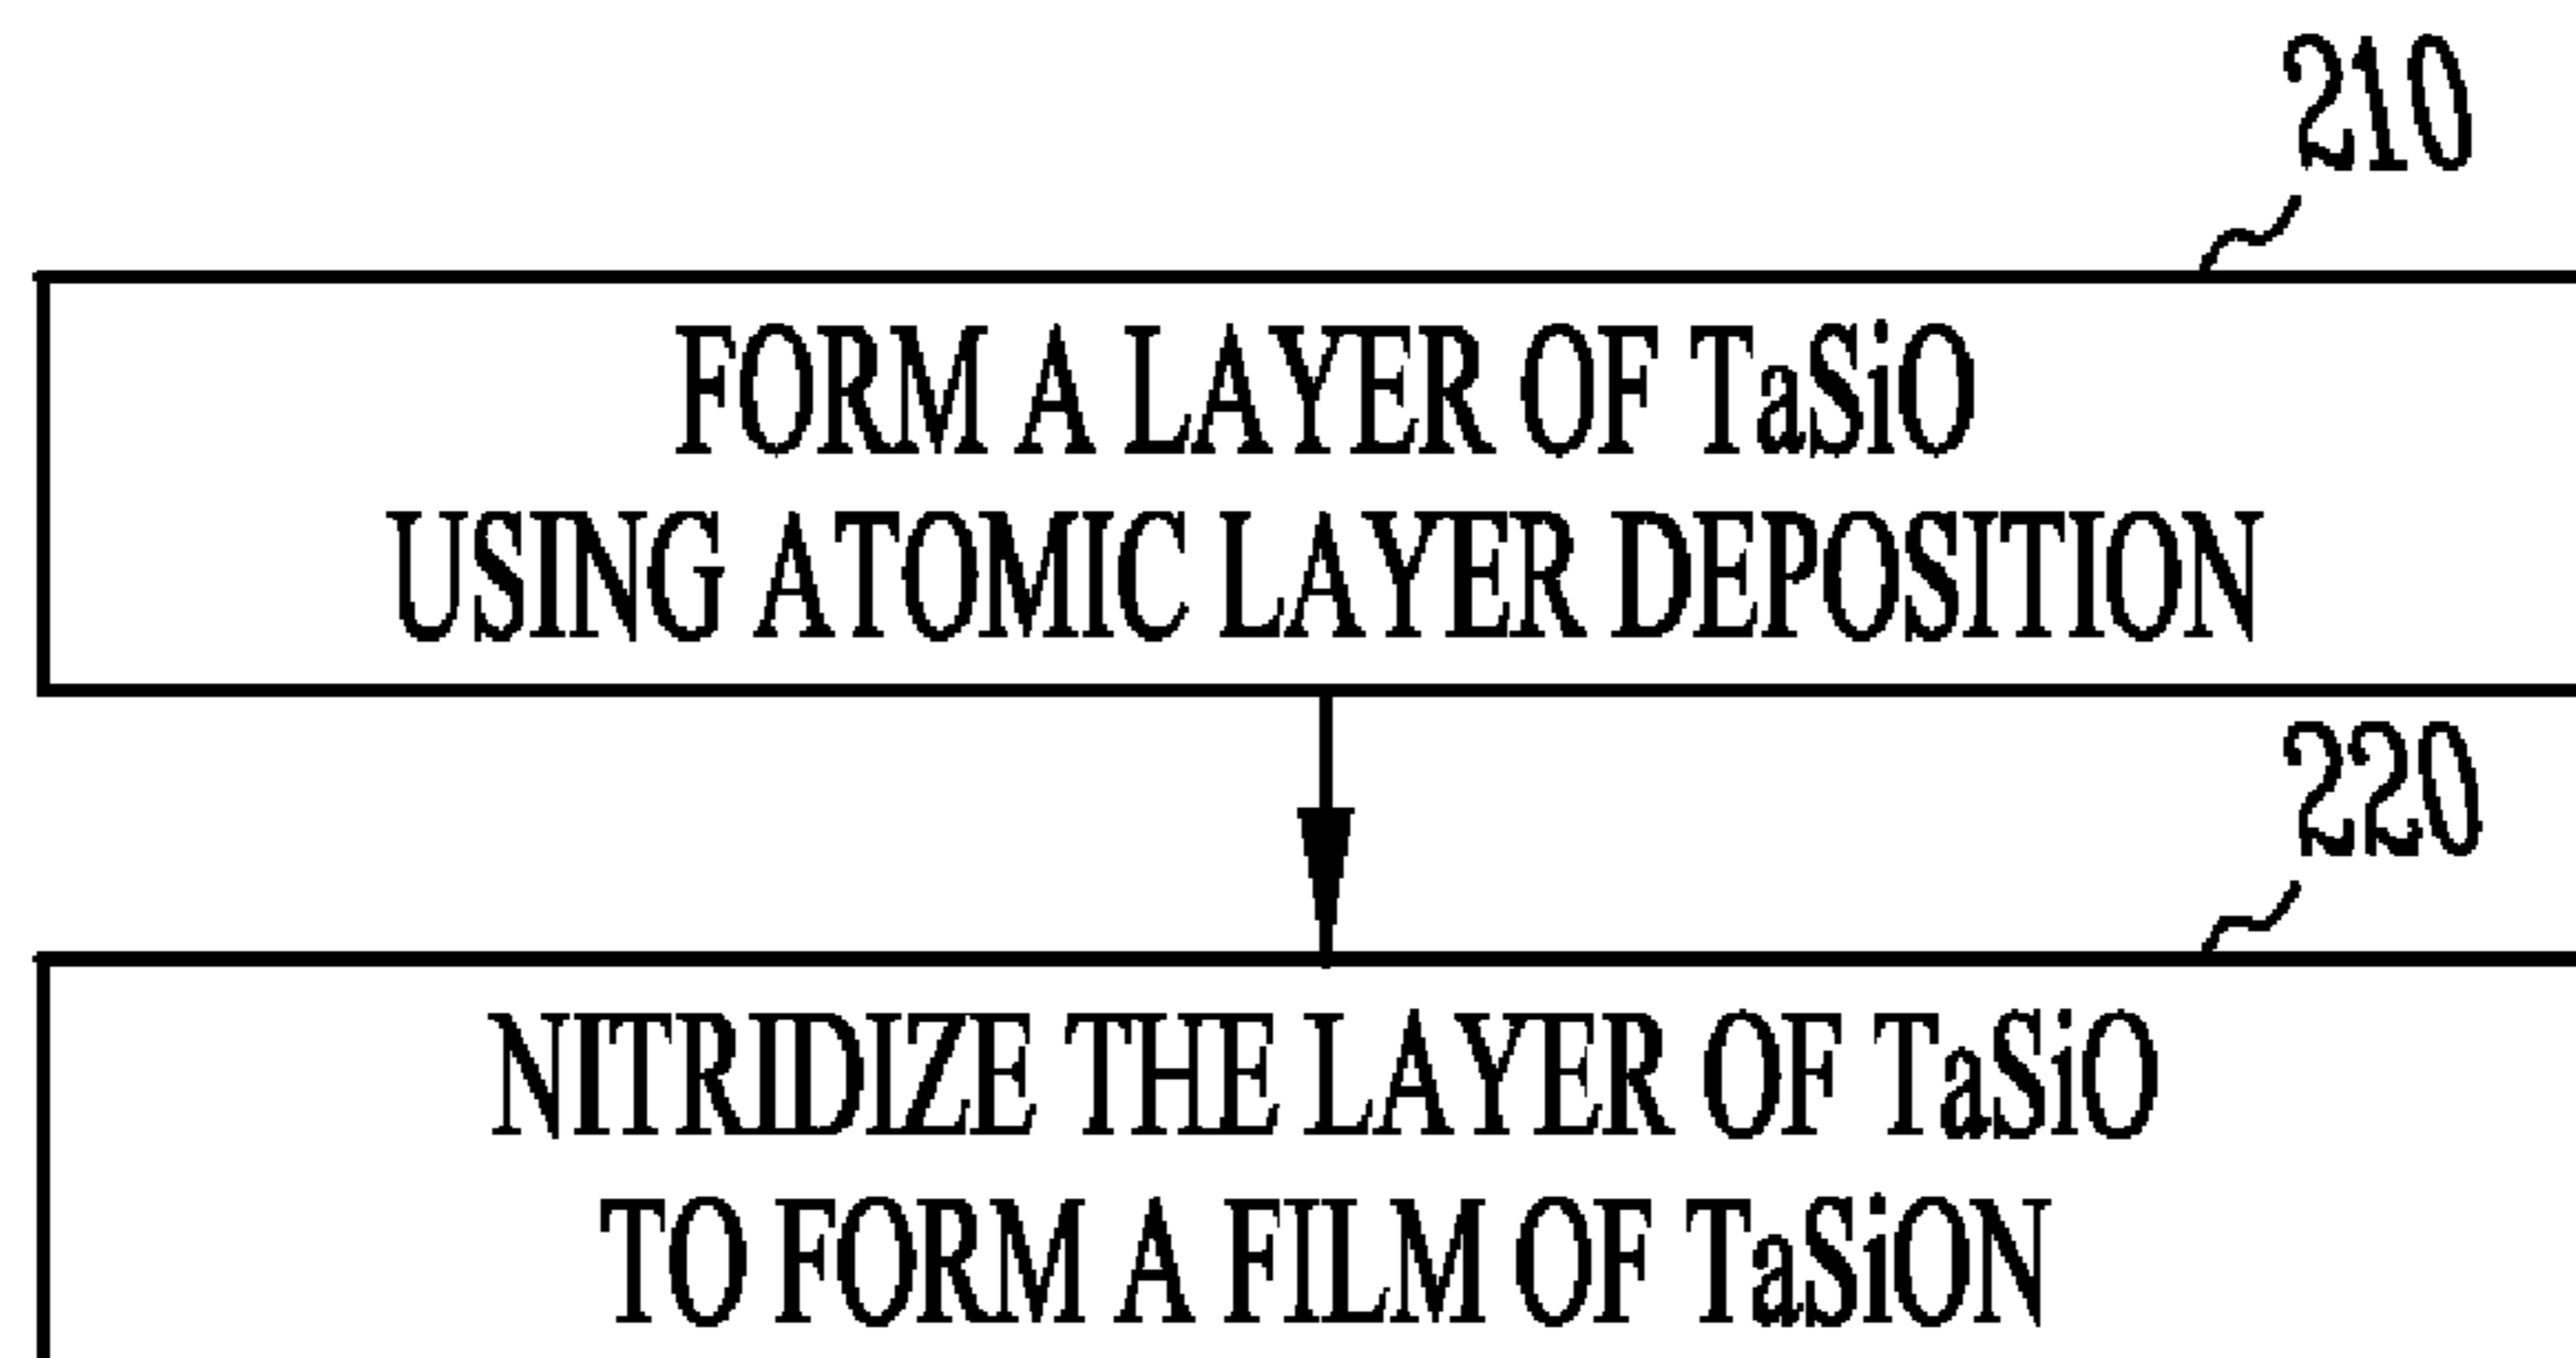 210
FORM A LAYER OF TaSiO
USING ATOMIC LAYER DEPOSITION
220
NITRIDIZE THE LAYER OF TaSiO
TO FORM A FILM OF TaSiON